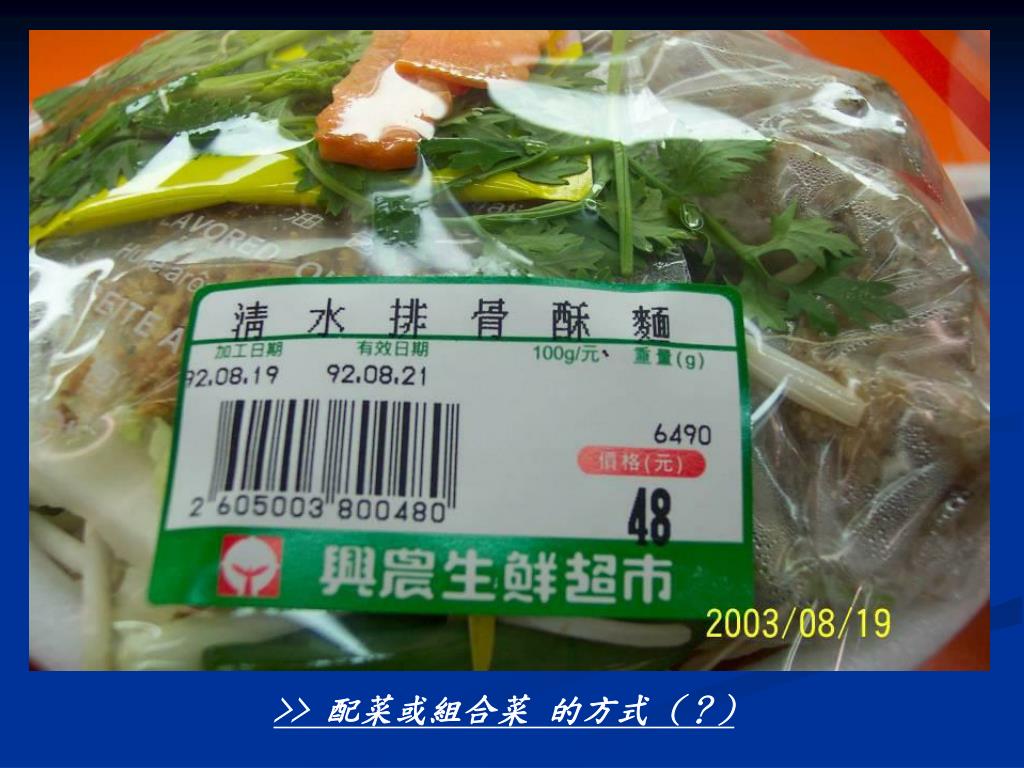 油
AVORED O
清水排骨酥麵
加工日期 有效日期 100g/元 重量(g)
92.08.19 92.08.21
6490
價格(元)
48
2 605003 800480
興農生鮮超市
2003/08/19
>> 配菜或組合菜 的方式 (?)